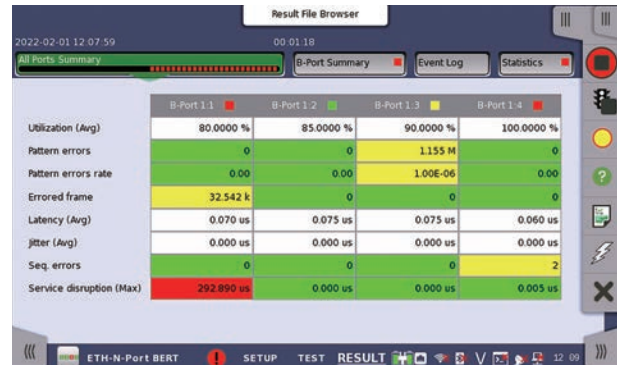 Result File Browser
2022-02-01 12:07:59 00:01:18
All Ports Summary B-Port Summary Event Log Statistics
B-Port 1:1 B-Port 1:2 B-Port 1:3 B-Port 1:4
Utilization (Avg) 80.0000 % 85.0000 % 90.0000 % 100.0000 %
Pattern errors 0 0 1.155 M 0
Pattern errors rate 0.00 0.00 1.00E-06 0.00
Errored frame 32.542 k 0 0 0
Latency (Avg) 0.070 us 0.075 us 0.075 us 0.060 us
Jitter (Avg) 0.000 us 0.000 us 0.000 us 0.000 us
Seq. errors 0 0 0 2
Service disruption (Max) 292.890 us 0.000 us 0.000 us 0.005 us
ETH-N-Port BERT SETUP TEST RESULT 12 09